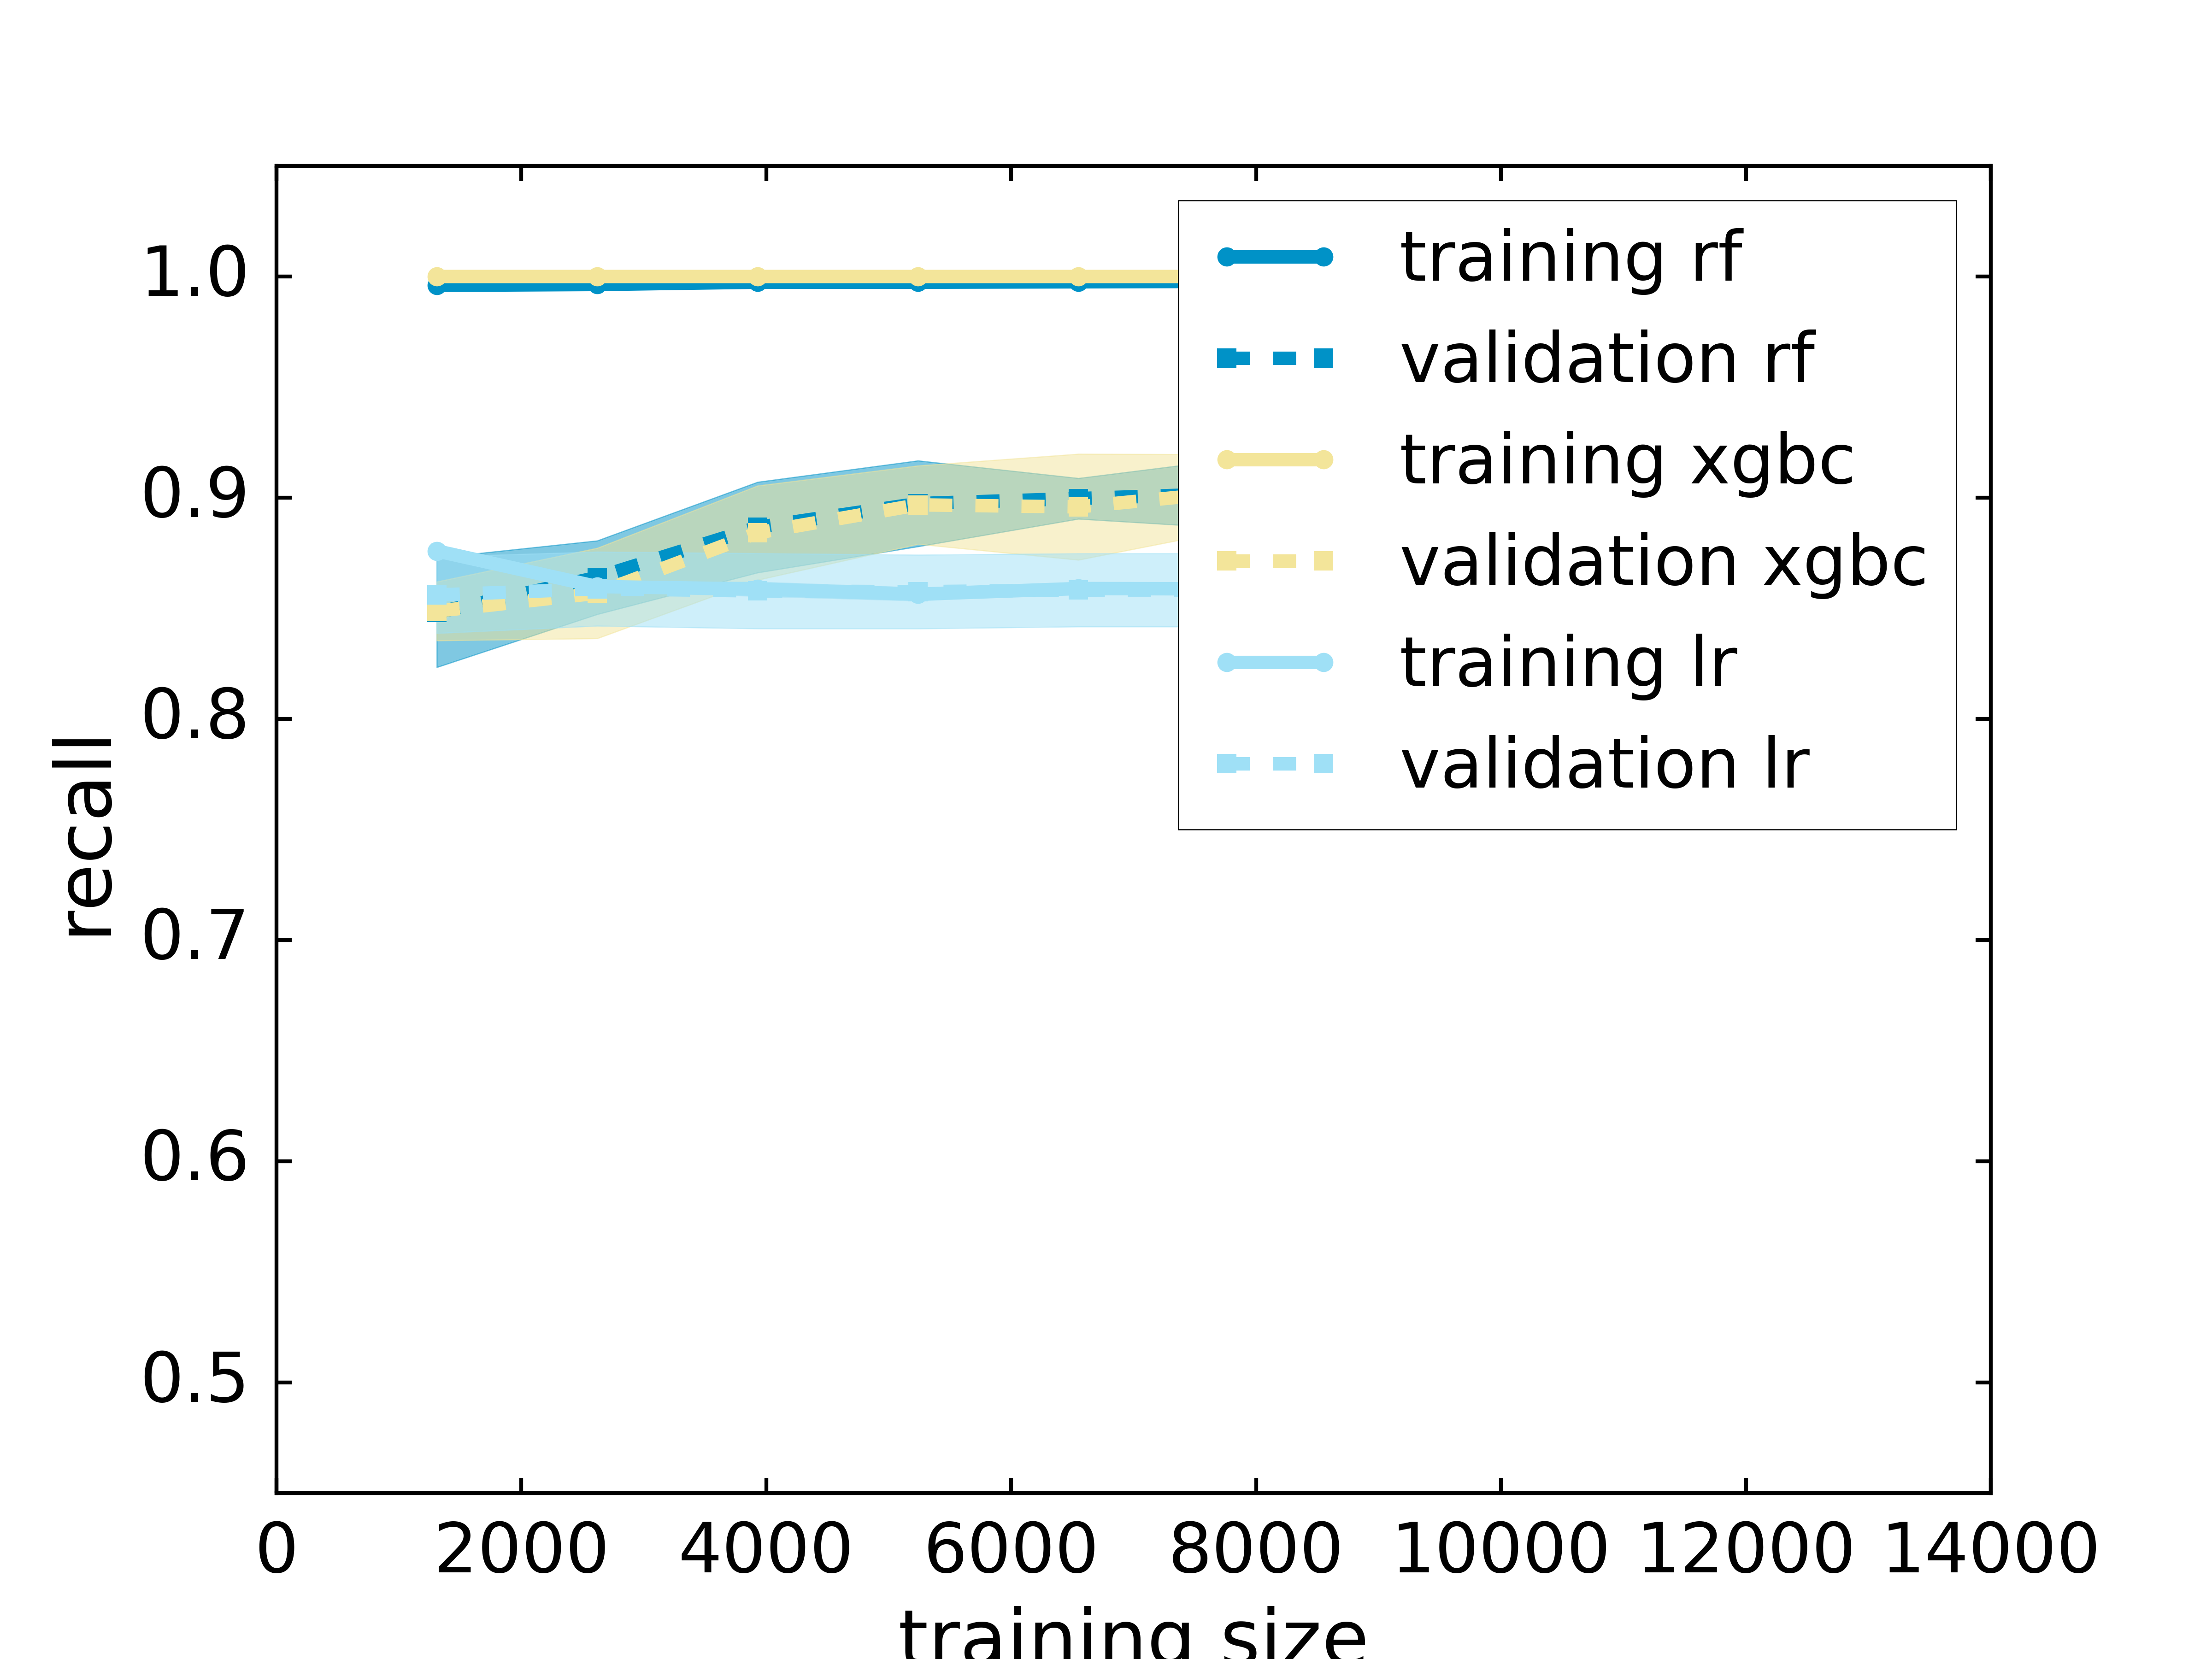 1.0
0.9
0.8
0.7
0.6
0.5
recall
0
2000
4000
6000
8000
10000
12000
14000
training size
training rf
validation rf
training xgbc
validation xgbc
training lr
validation lr